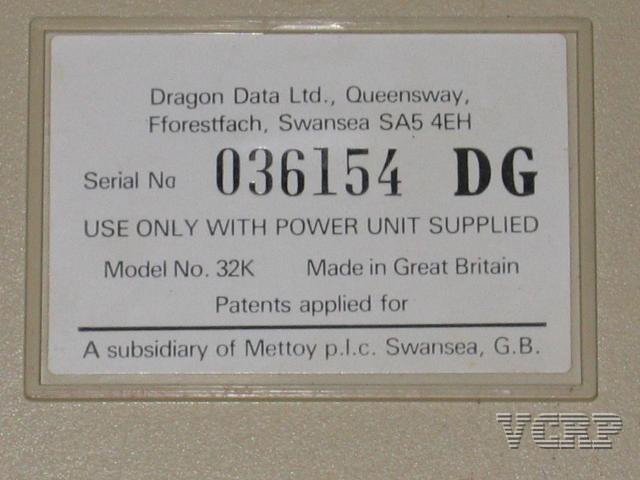 Dragon Data Ltd., Queensway,
Fforestfach, Swansea SA5 4EH
Serial No 036154 DG
USE ONLY WITH POWER UNIT SUPPLIED
Model No. 32K Made in Great Britain
Patents applied for
A subsidiary of Mettoy p.l.c. Swansea, G.B.
VCRP